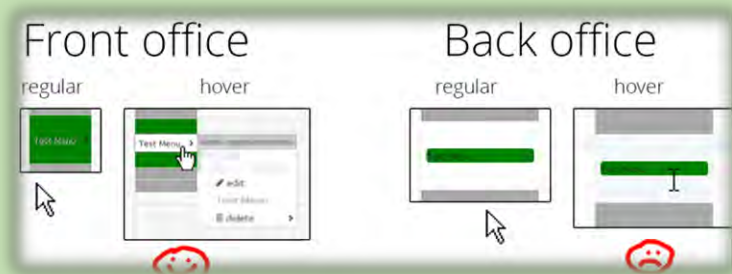 Front office
Back office
regular
hover
regular
hover
Test Menu
Test Menu
edit
delete